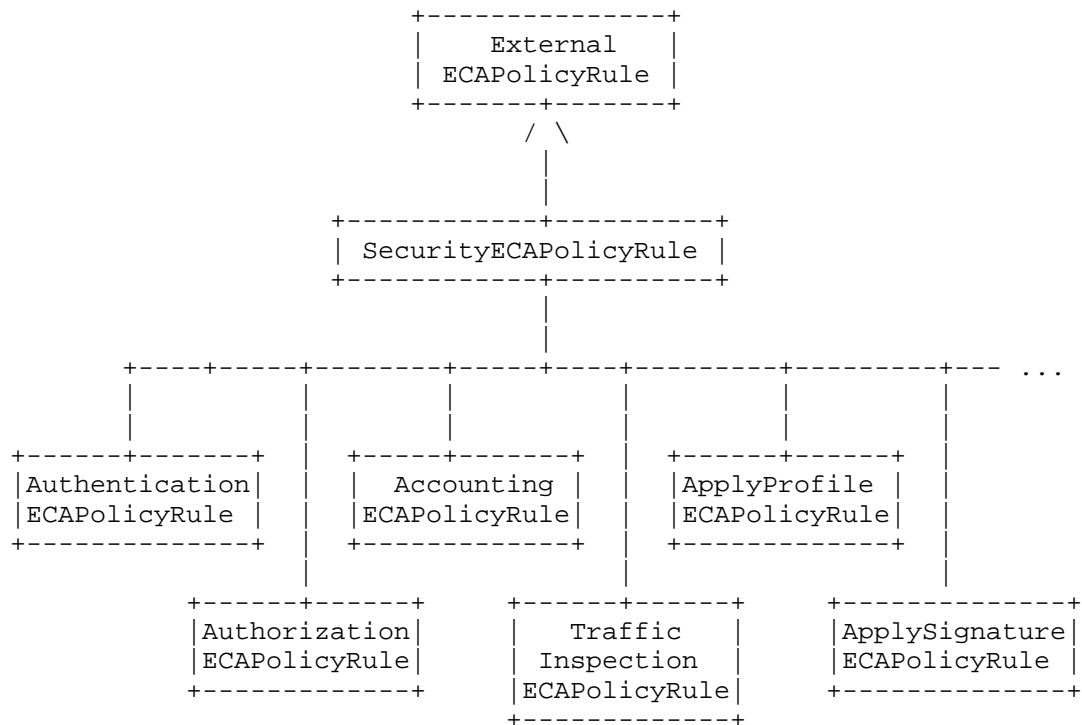 External
ECAPolicyRule
SecurityECAPolicyRule
...
Authentication
ECAPolicyRule
Accounting
ECAPolicyRule
ApplyProfile
ECAPolicyRule
Authorization
ECAPolicyRule
Traffic
Inspection
ECAPolicyRule
ApplySignature
ECAPolicyRule